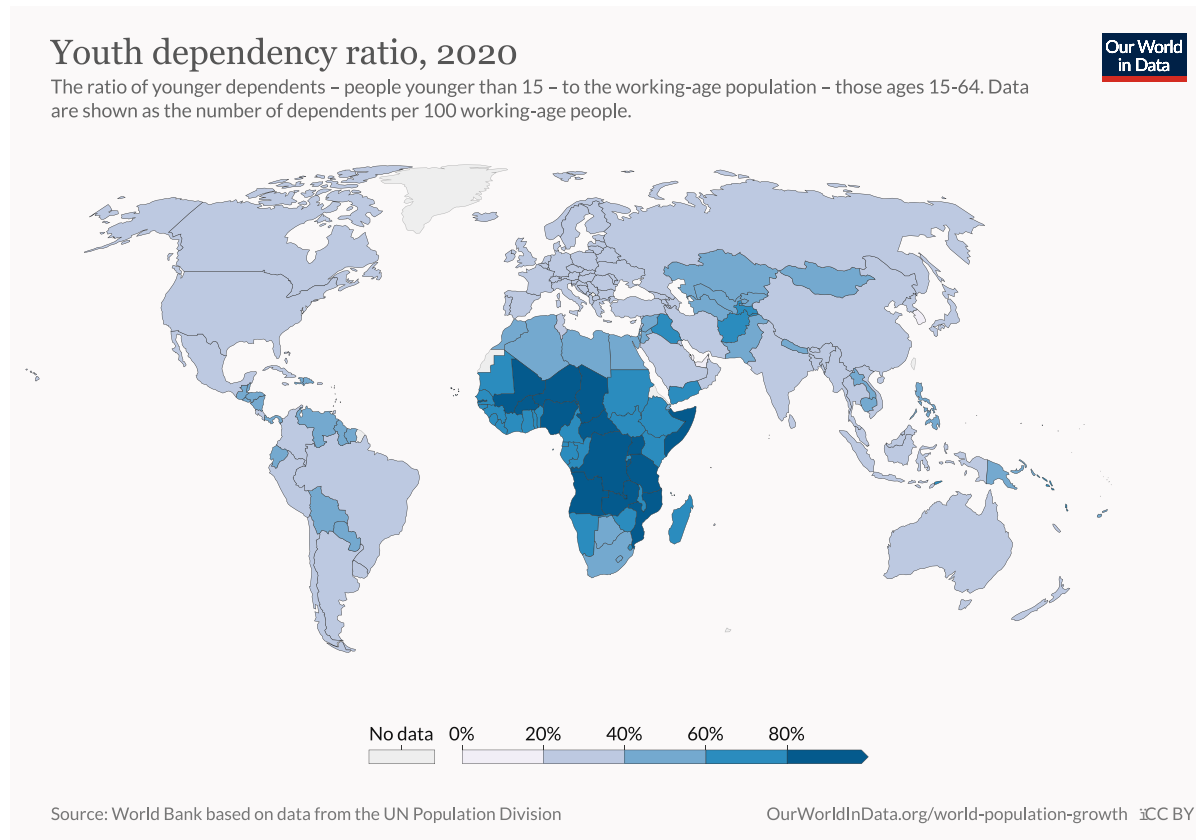 Youth dependency ratio, 2020
Our World
in Data
The ratio of younger dependents – people younger than 15 – to the working-age population – those ages 15-64. Data
are shown as the number of dependents per 100 working-age people.
No data 0% 20% 40% 60% 80%
Source: World Bank based on data from the UN Population Division
OurWorldInData.org/world-population-growth CC BY